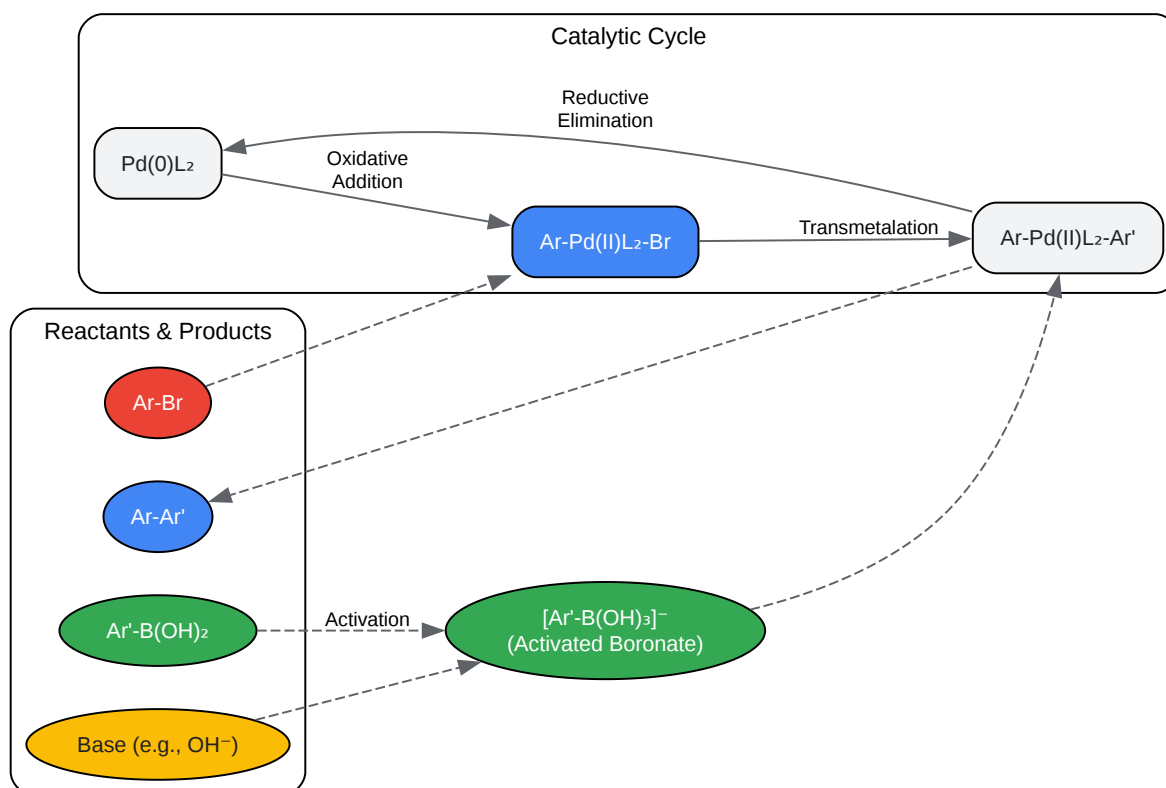 Catalytic Cycle
Reductive
Elimination
Pd(0)L₂
Oxidative
Addition
Ar-Pd(II)L₂-Br
Transmetalation
Ar-Pd(II)L₂-Ar'
Reactants & Products
Ar-Br
Ar-Ar'
Ar'-B(OH)₂
Activation
[Ar'-B(OH)₃]⁻
(Activated Boronate)
Base (e.g., OH⁻)